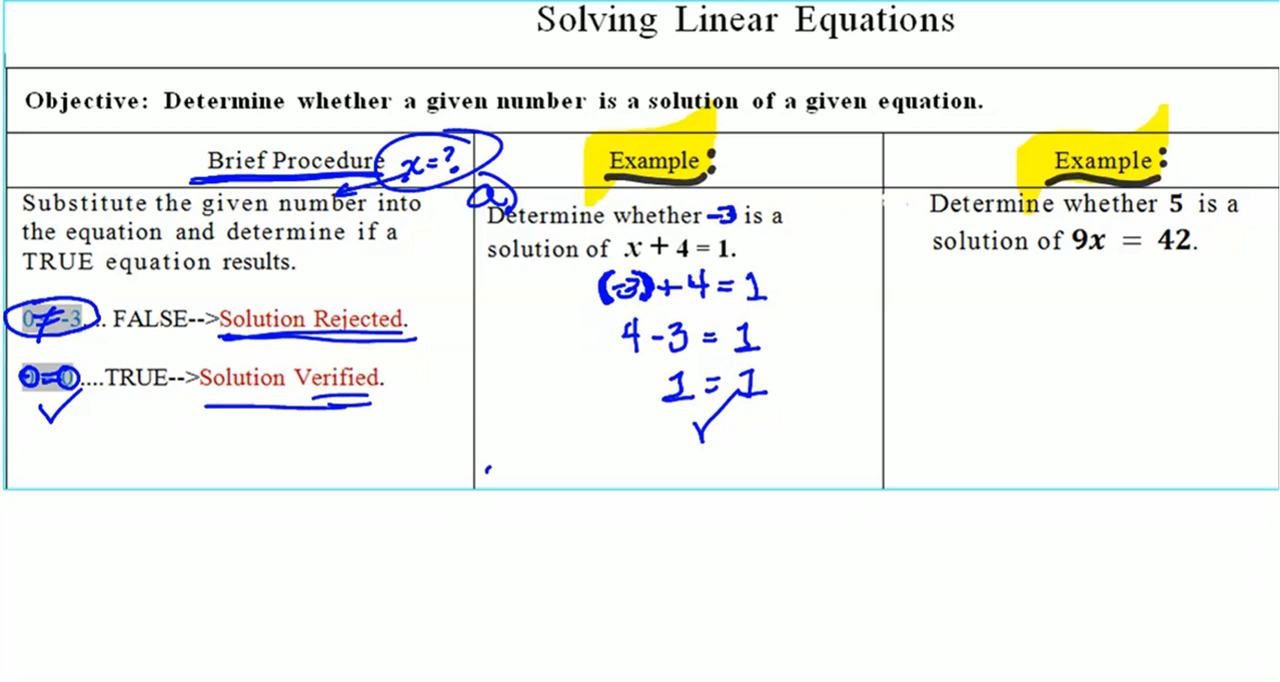 Solving Linear Equations
Objective: Determine whether a given number is a solution of a given equation.
Brief Procedure x=?
Substitute the given number into
the equation and determine if a
TRUE equation results.
0≠-3... FALSE-->Solution Rejected.
0=0....TRUE-->Solution Verified.
✓
Example:
a)
Determine whether -3 is a
solution of x + 4 = 1.
(-3)+4=1
4-3=1
1=1
✓
Example:
Determine whether 5 is a
solution of 9x = 42.